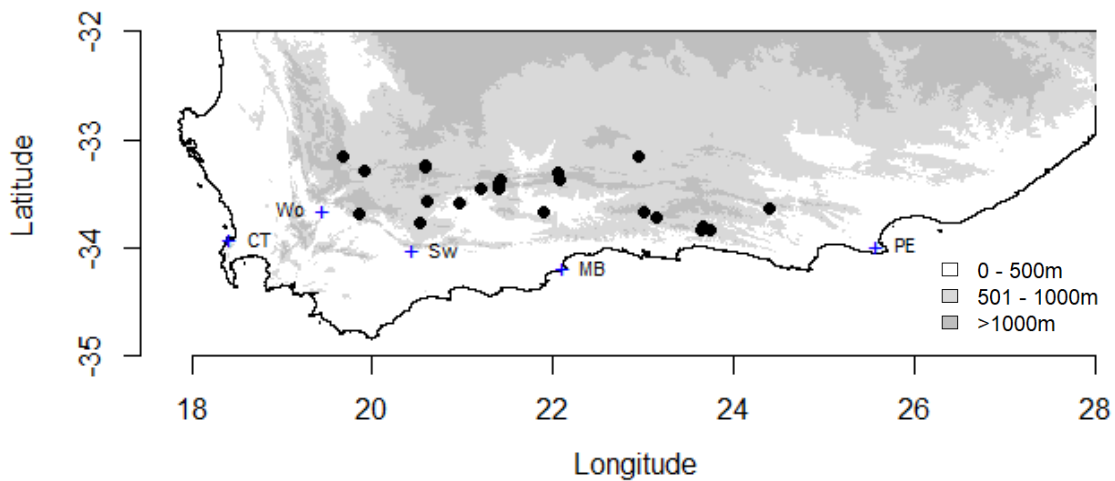 -32
-33
-34
-35
Latitude
Wo
CT
Sw
MB
PE
0 - 500m
501 - 1000m
>1000m
18
20
22
24
26
28
Longitude